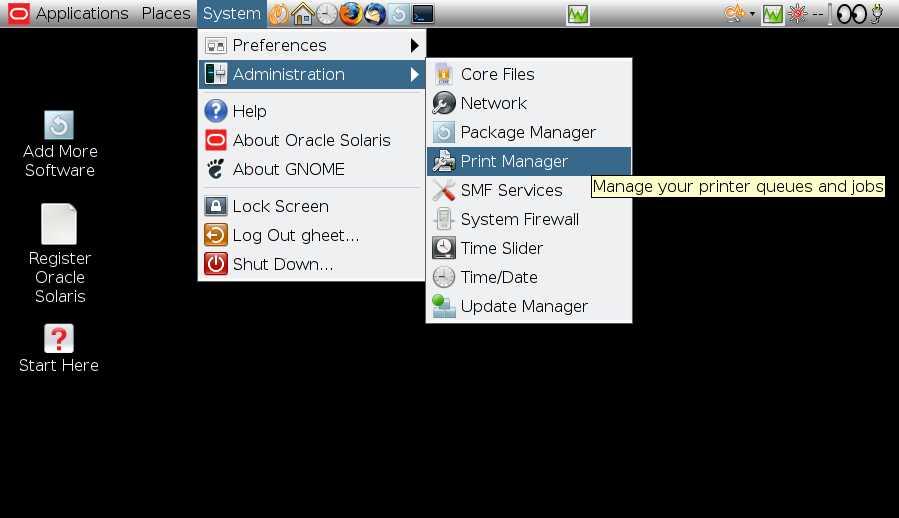 Applications Places System
--
Preferences
Administration
Help
About Oracle Solaris
About GNOME
Lock Screen
Log Out gheet...
Shut Down...
Core Files
Network
Package Manager
Print Manager
SMF Services
System Firewall
Time Slider
Time/Date
Update Manager
Manage your printer queues and jobs
Add More
Software
Register
Oracle
Solaris
Start Here